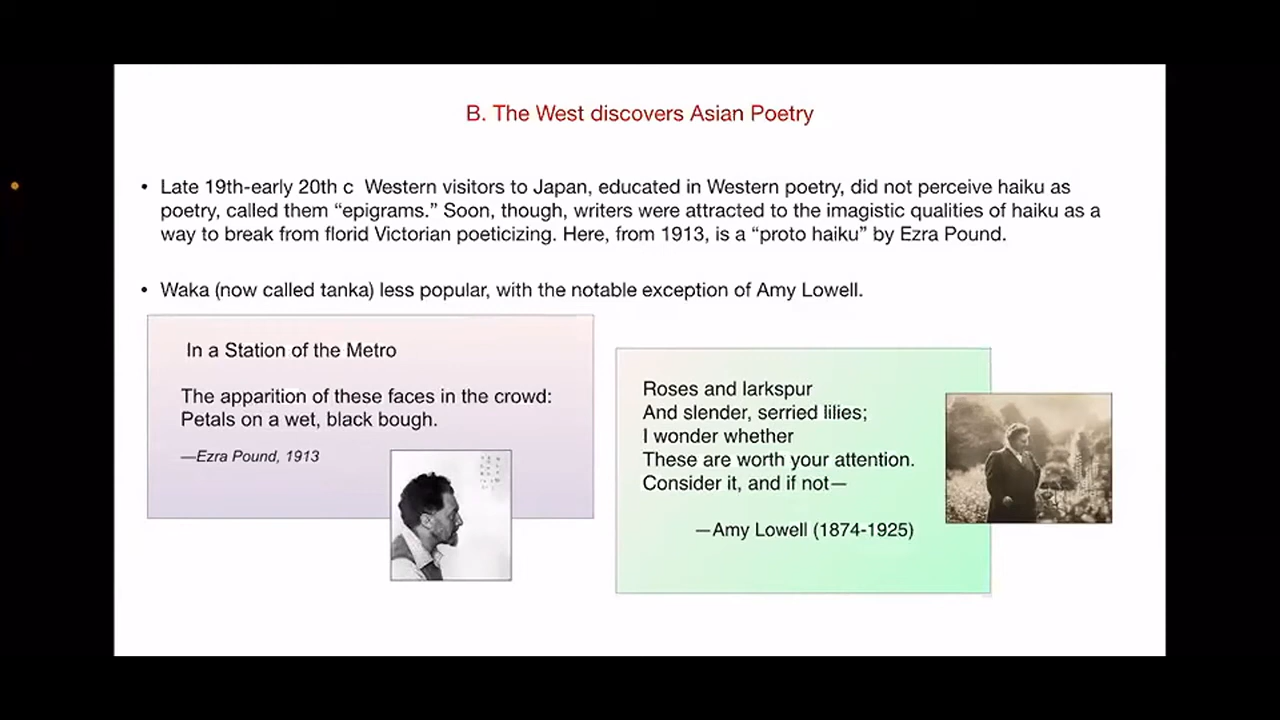 B. The West discovers Asian Poetry
• Late 19th-early 20th c  Western visitors to Japan, educated in Western poetry, did not perceive haiku as
poetry, called them “epigrams.” Soon, though, writers were attracted to the imagistic qualities of haiku as a
way to break from florid Victorian poeticizing. Here, from 1913, is a “proto haiku” by Ezra Pound.
• Waka (now called tanka) less popular, with the notable exception of Amy Lowell.
In a Station of the Metro
The apparition of these faces in the crowd:
Petals on a wet, black bough.
—Ezra Pound, 1913
Roses and larkspur
And slender, serried lilies;
I wonder whether
These are worth your attention.
Consider it, and if not—
—Amy Lowell (1874-1925)